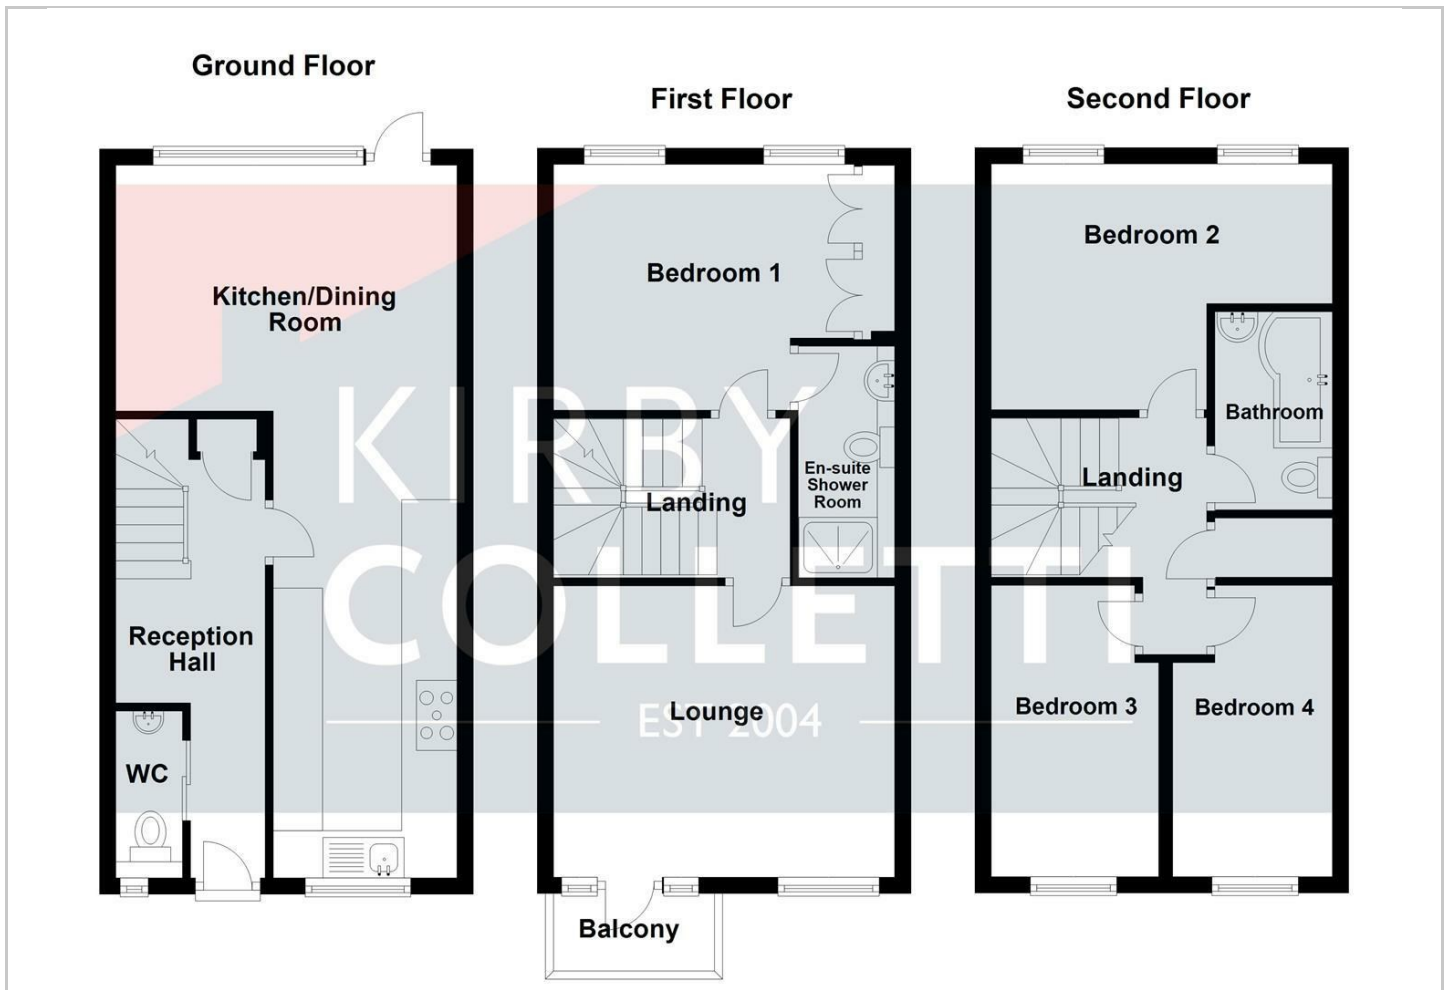 Ground Floor
First Floor
Second Floor
Kitchen/Dining
Room
Reception
Hall
WC
Bedroom 1
Landing
En-suite
Shower
Room
Lounge
Balcony
Bedroom 2
Bathroom
Landing
Bedroom 3
Bedroom 4
KIRBY
COLLETTI
EST 2004